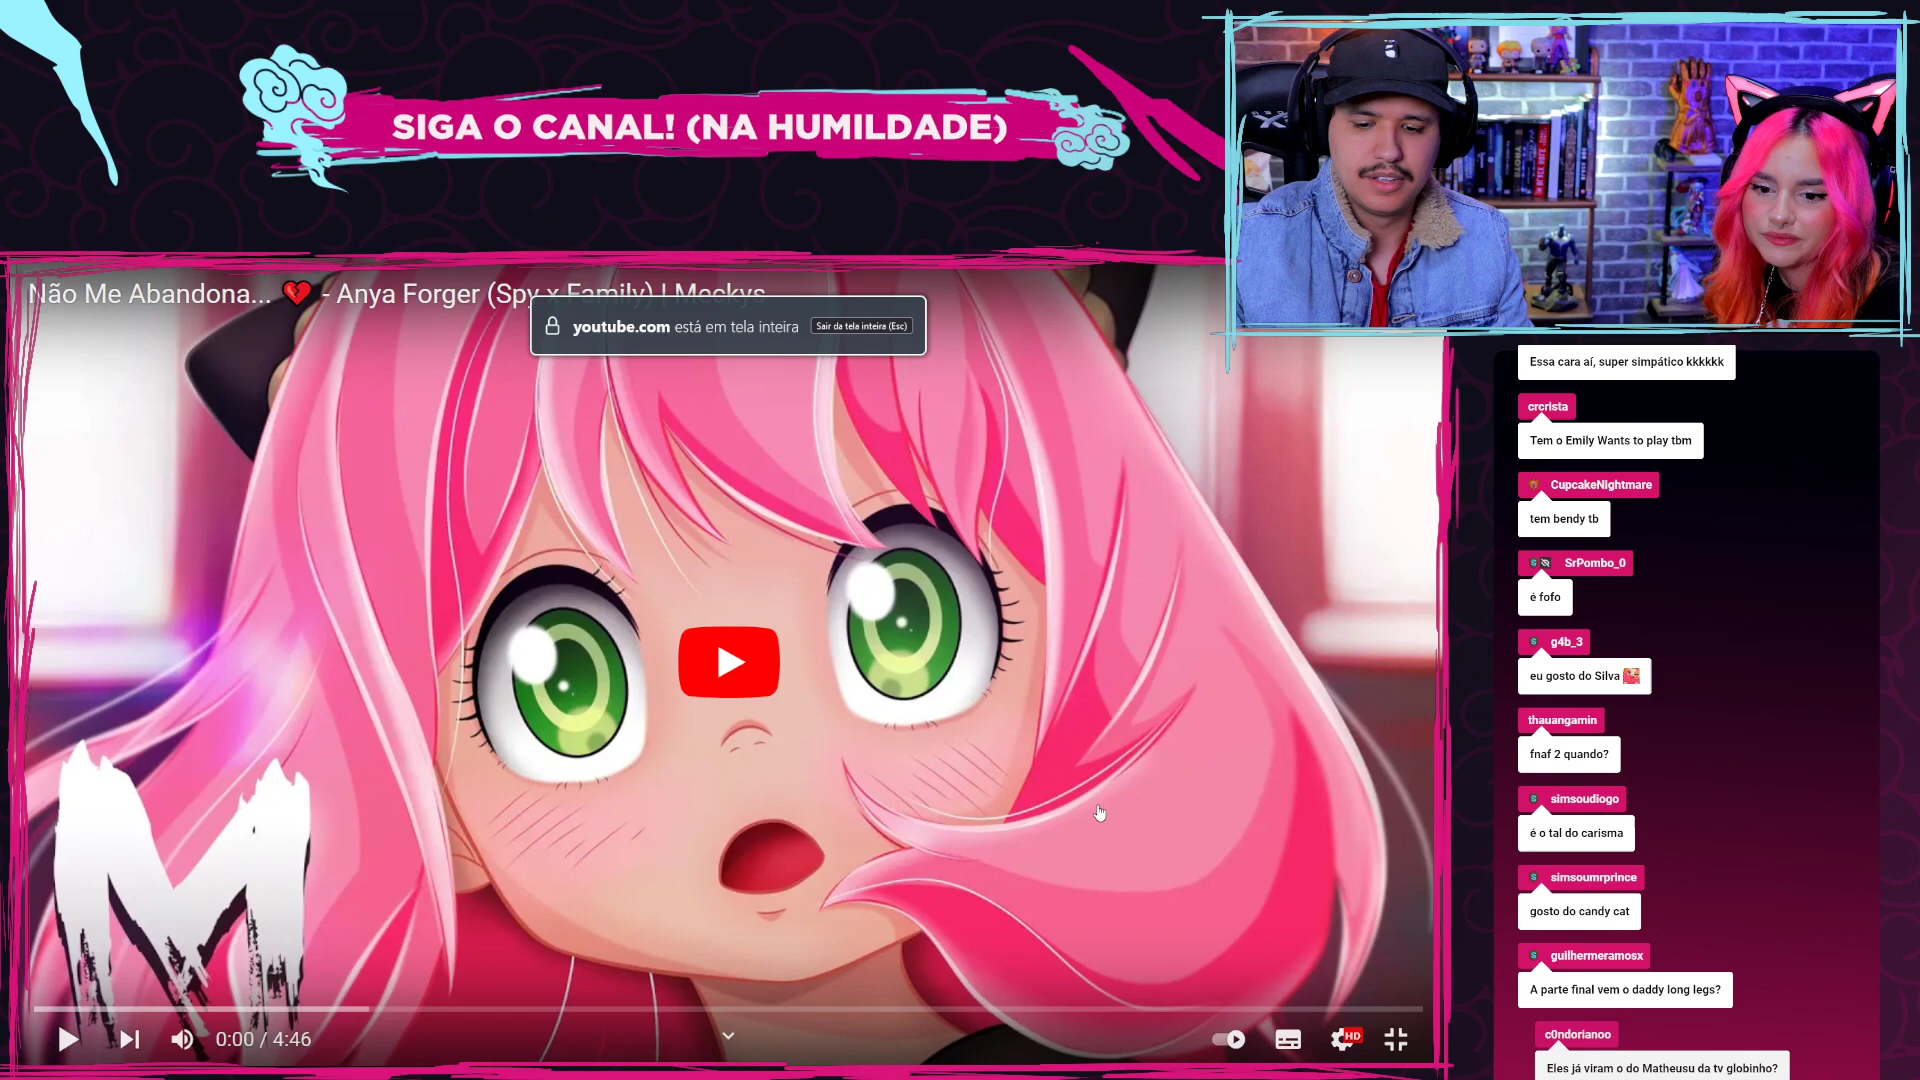 SIGA O CANAL! (NA HUMILDADE)
Não Me Abandona... 💔 - Anya Forger (Spy x Family) | Meckys
youtube.com está em tela inteira
Sair da tela inteira (Esc)
M
0:00 / 4:46
HD
Essa cara aí, super simpático kkkkkk
crcrista
Tem o Emily Wants to play tbm
CupcakeNightmare
tem bendy tb
SrPombo_0
é fofo
g4b_3
eu gosto do Silva
thauangamin
fnaf 2 quando?
simsoudiogo
é o tal do carisma
simsoumrprince
gosto do candy cat
guilhermeramosx
A parte final vem o daddy long legs?
c0ndorianoo
Eles já viram o do Matheusu da tv globinho?